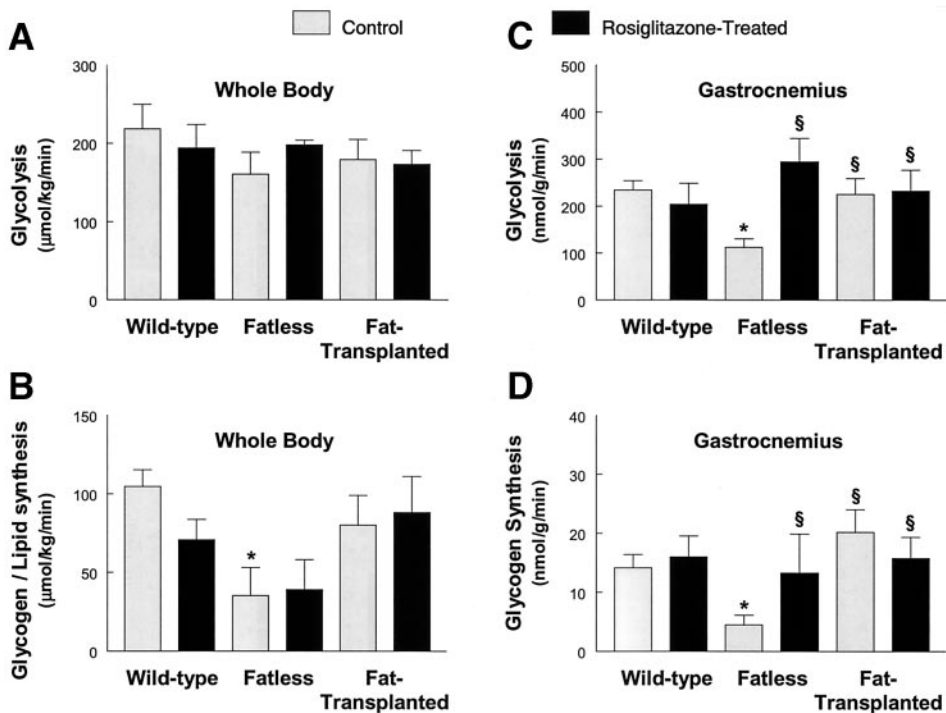 Control
Rosiglitazone-Treated
A
Whole Body
Glycolysis
(µmol/kg/min)
300
200
100
0
Wild-type
Fatless
Fat-
Transplanted
B
Whole Body
Glycogen / Lipid synthesis
(µmol/kg/min)
150
100
50
0
*
Wild-type
Fatless
Fat-
Transplanted
C
Gastrocnemius
Glycolysis
(nmol/g/min)
500
400
300
200
100
0
*
§
§
§
Wild-type
Fatless
Fat-
Transplanted
D
Gastrocnemius
Glycogen Synthesis
(nmol/g/min)
40
30
20
10
0
*
§
§
§
Wild-type
Fatless
Fat-
Transplanted